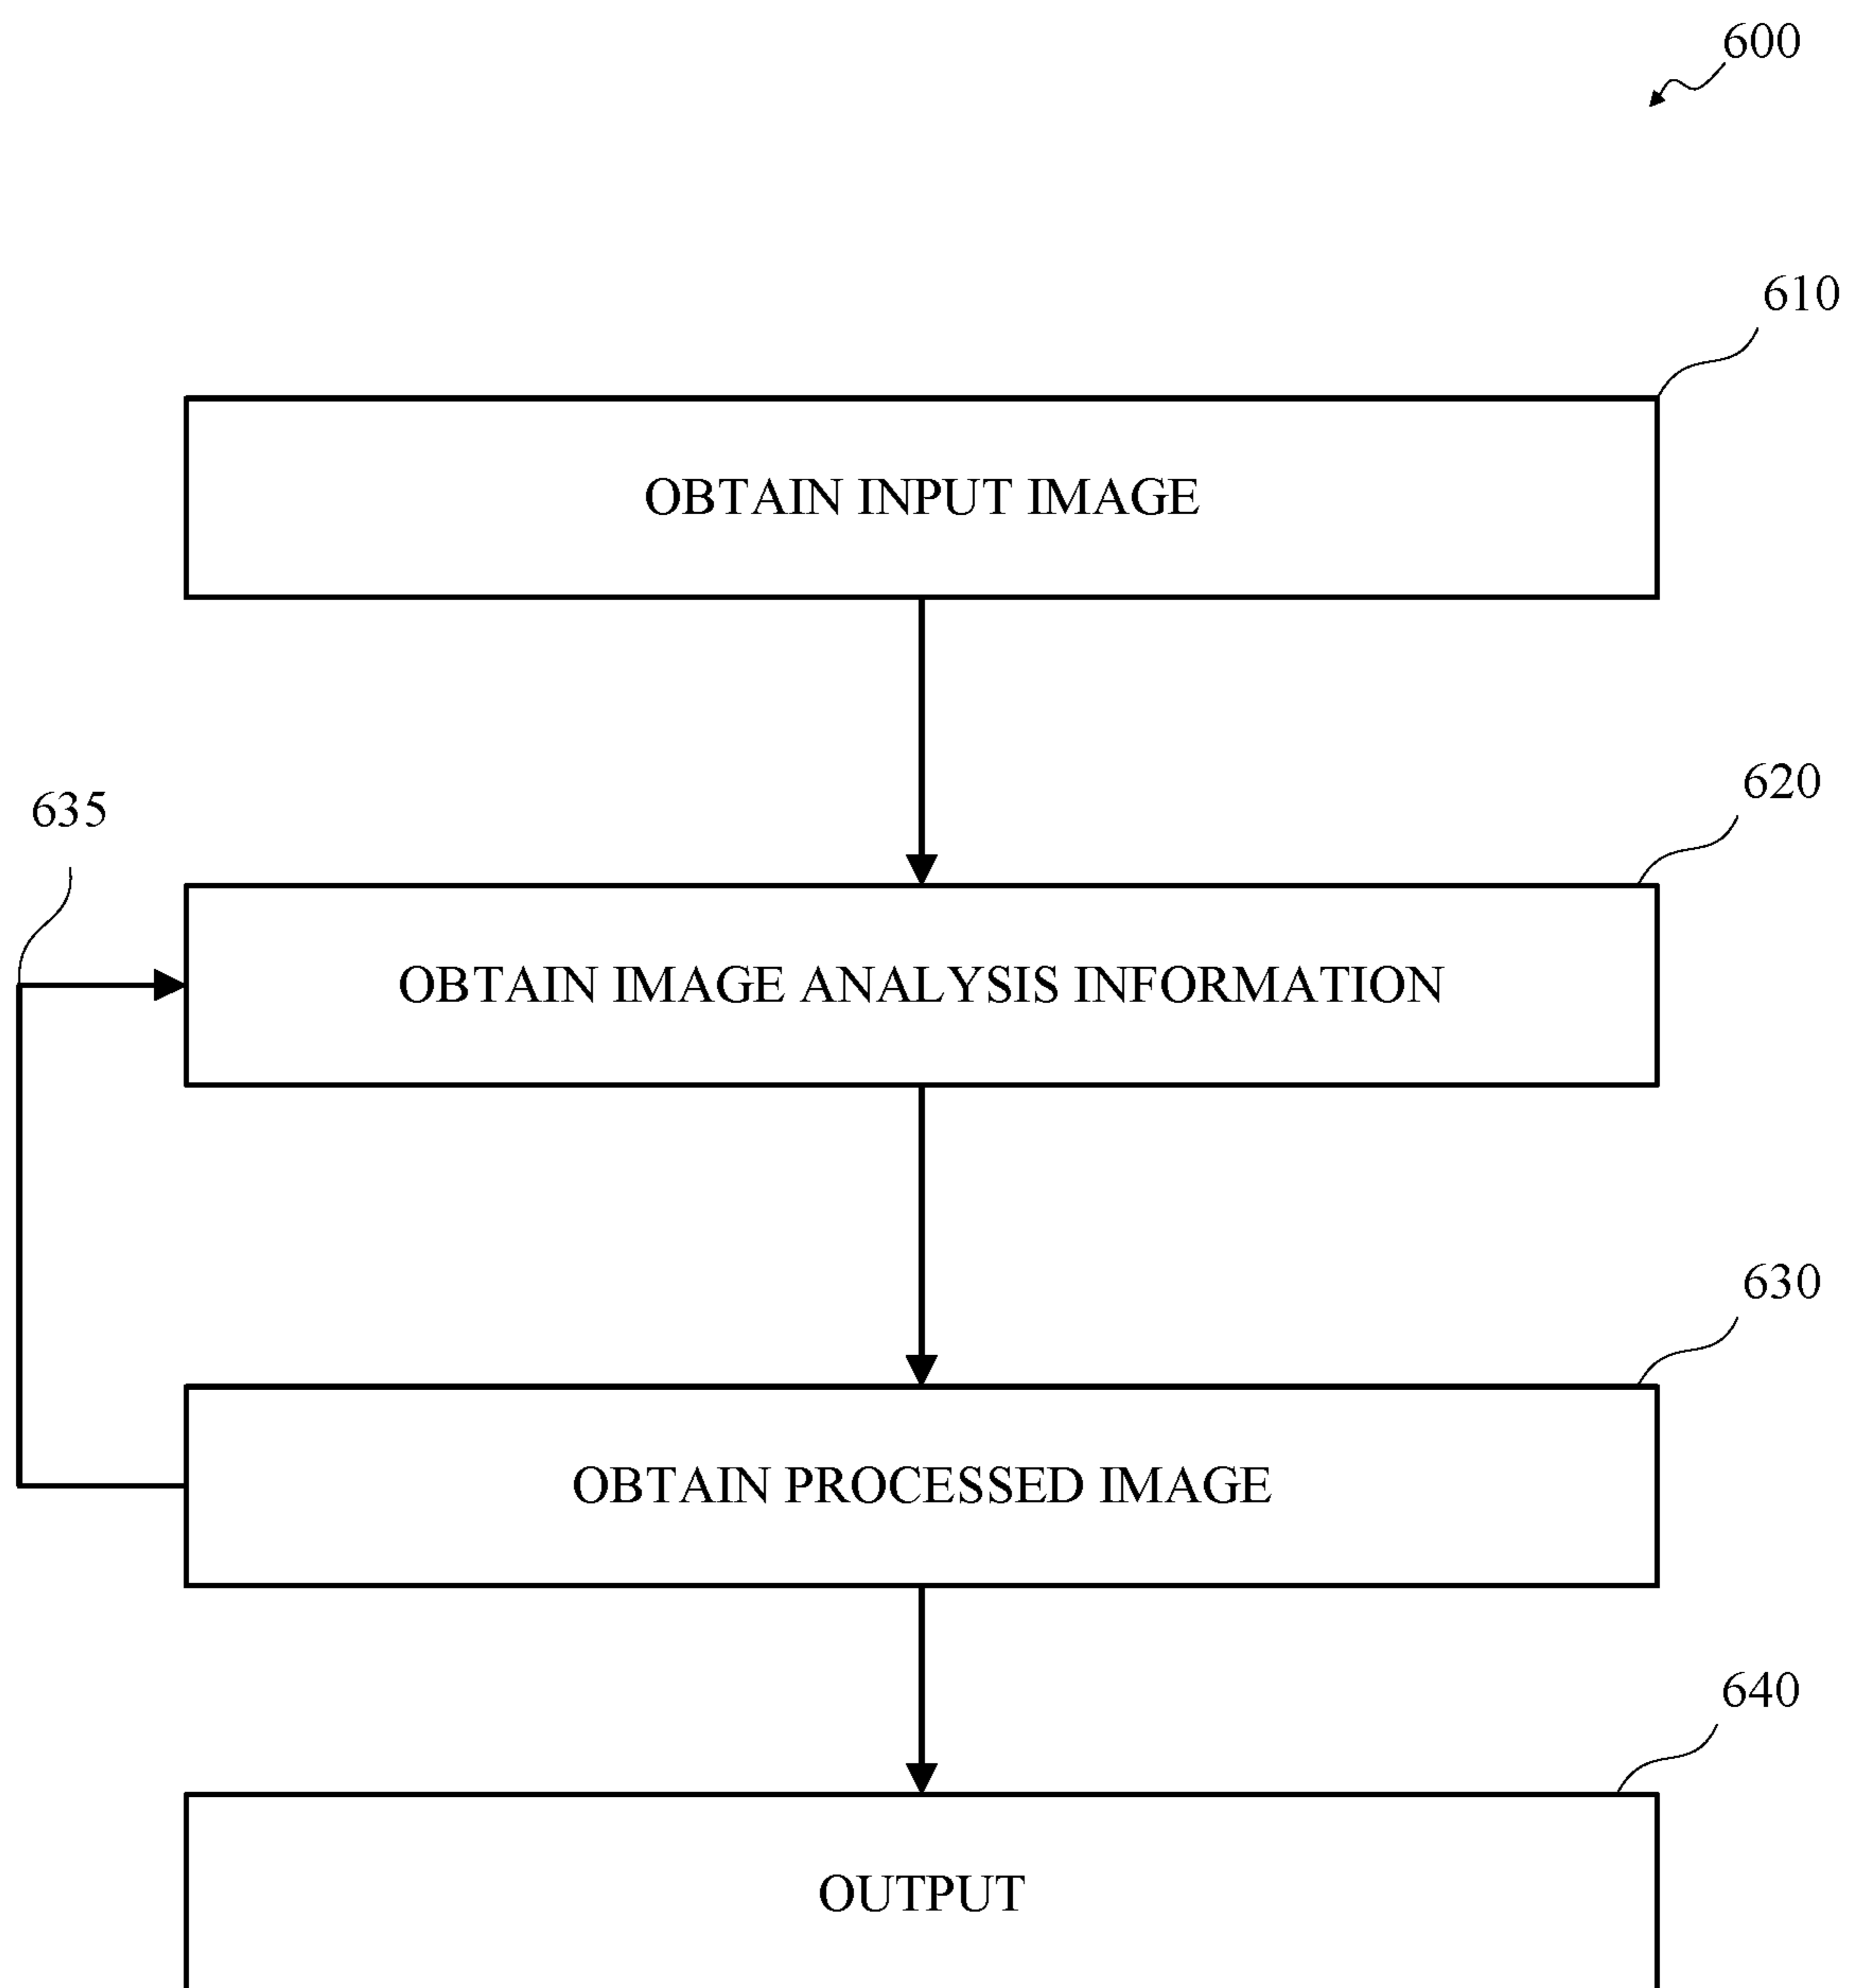 600
610
OBTAIN INPUT IMAGE
620
635
OBTAIN IMAGE ANALYSIS INFORMATION
630
OBTAIN PROCESSED IMAGE
640
OUTPUT